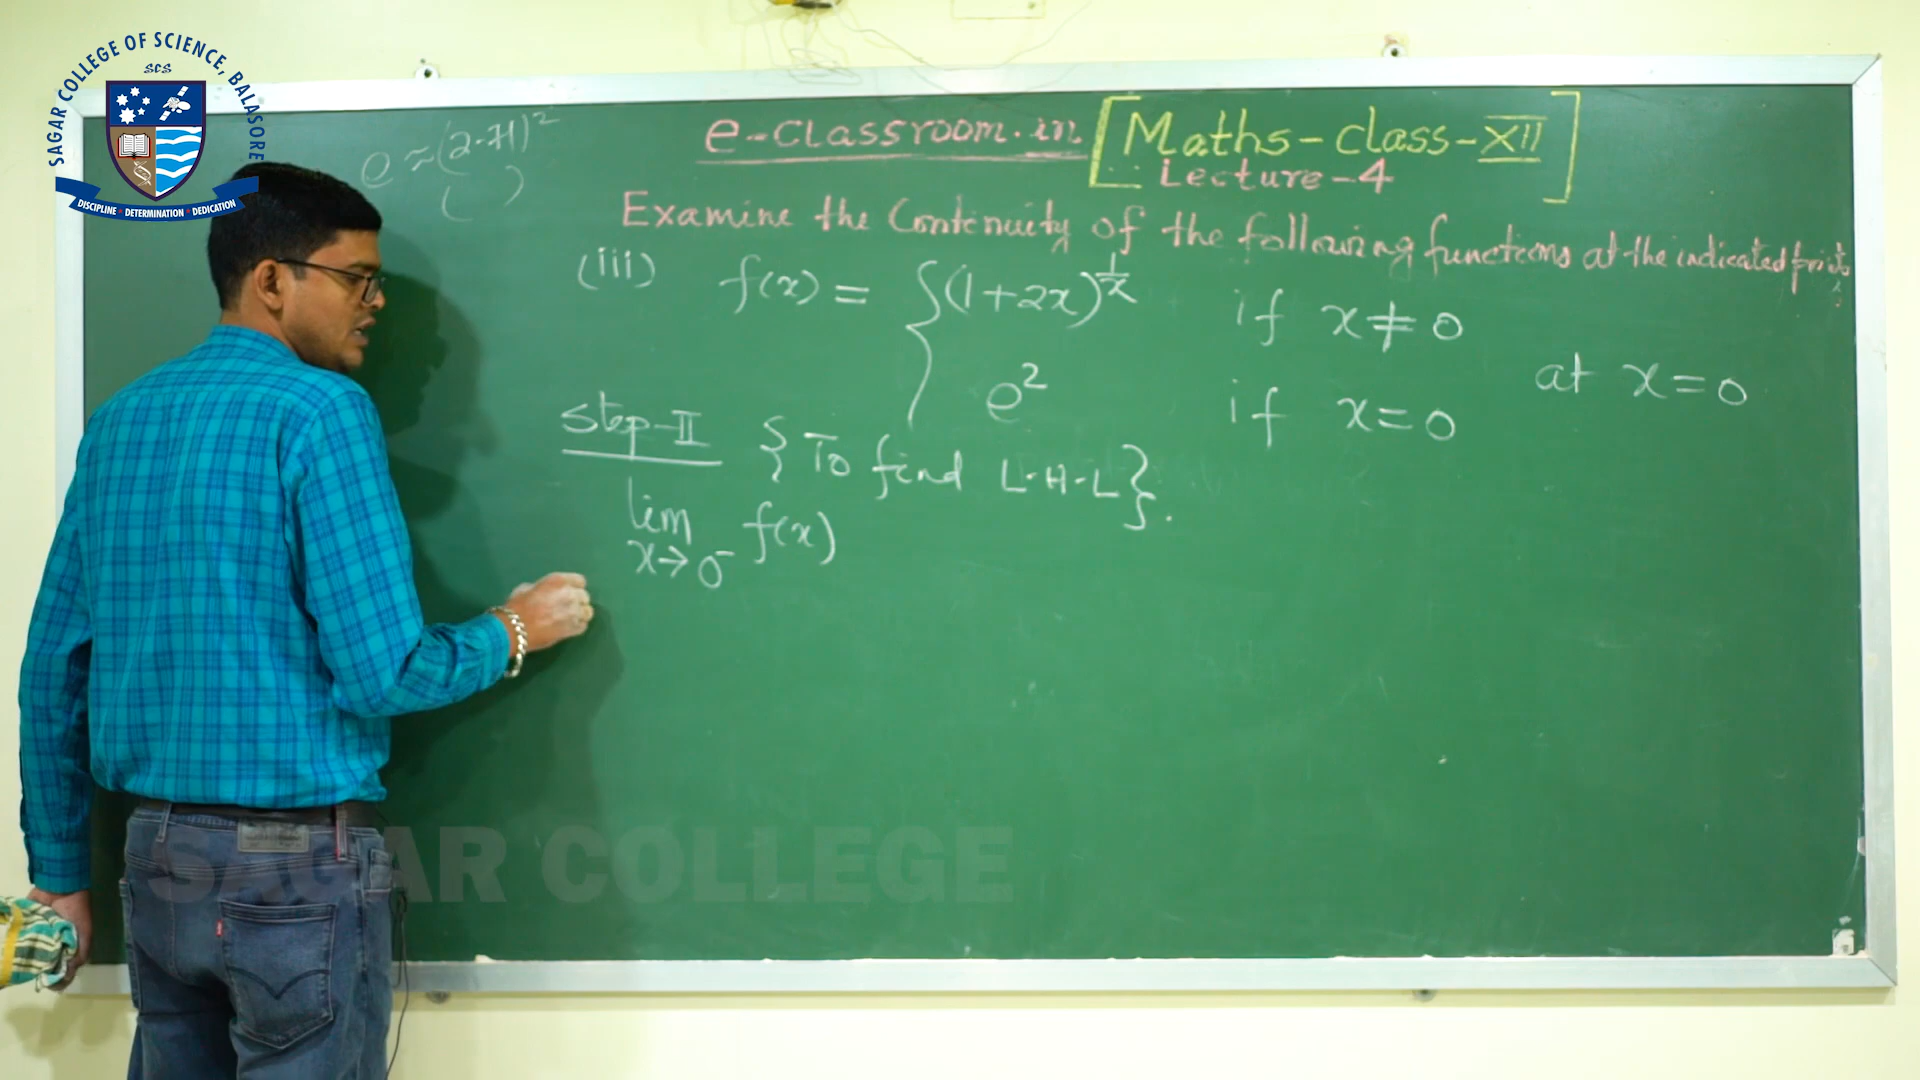 SAGAR COLLEGE OF SCIENCE, BALASORE
SCS
DISCIPLINE • DETERMINATION • DEDICATION
e ≈ (2.71)²
( )
e-classroom.in [Maths-class-XII
Lecture-4]
Examine the Continuity of the following functions at the indicated points
(iii) f(x) = { (1+2x)^(1/x) if x ≠ 0
e² if x = 0
at x = 0
Step-II { To find L.H.L }.
lim x→0⁻ f(x)
SAGAR COLLEGE